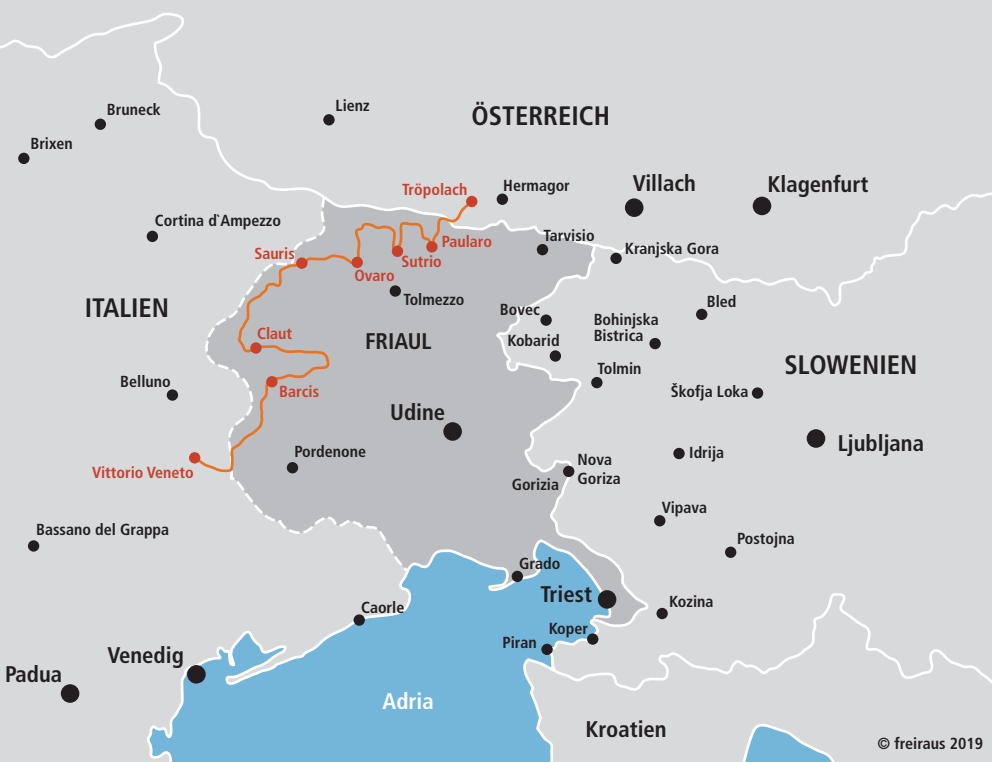 Bruneck
Lienz
ÖSTERREICH
Brixen
Tröpolach
Hermagor
Villach
Klagenfurt
Cortina d`Ampezzo
Tarvisio
Paularo
Kranjska Gora
Sauris
Sutrio
Ovaro
Tolmezzo
Bled
ITALIEN
Bovec
Bohinjska
Bistrica
Claut
FRIAUL
Kobarid
SLOWENIEN
Tolmin
Belluno
Barcis
Škofja Loka
Udine
Ljubljana
Pordenone
Idrija
Vittorio Veneto
Nova
Goriza
Gorizia
Vipava
Bassano del Grappa
Postojna
Grado
Triest
Kozina
Caorle
Koper
Piran
Venedig
Padua
Adria
Kroatien
© freiraus 2019